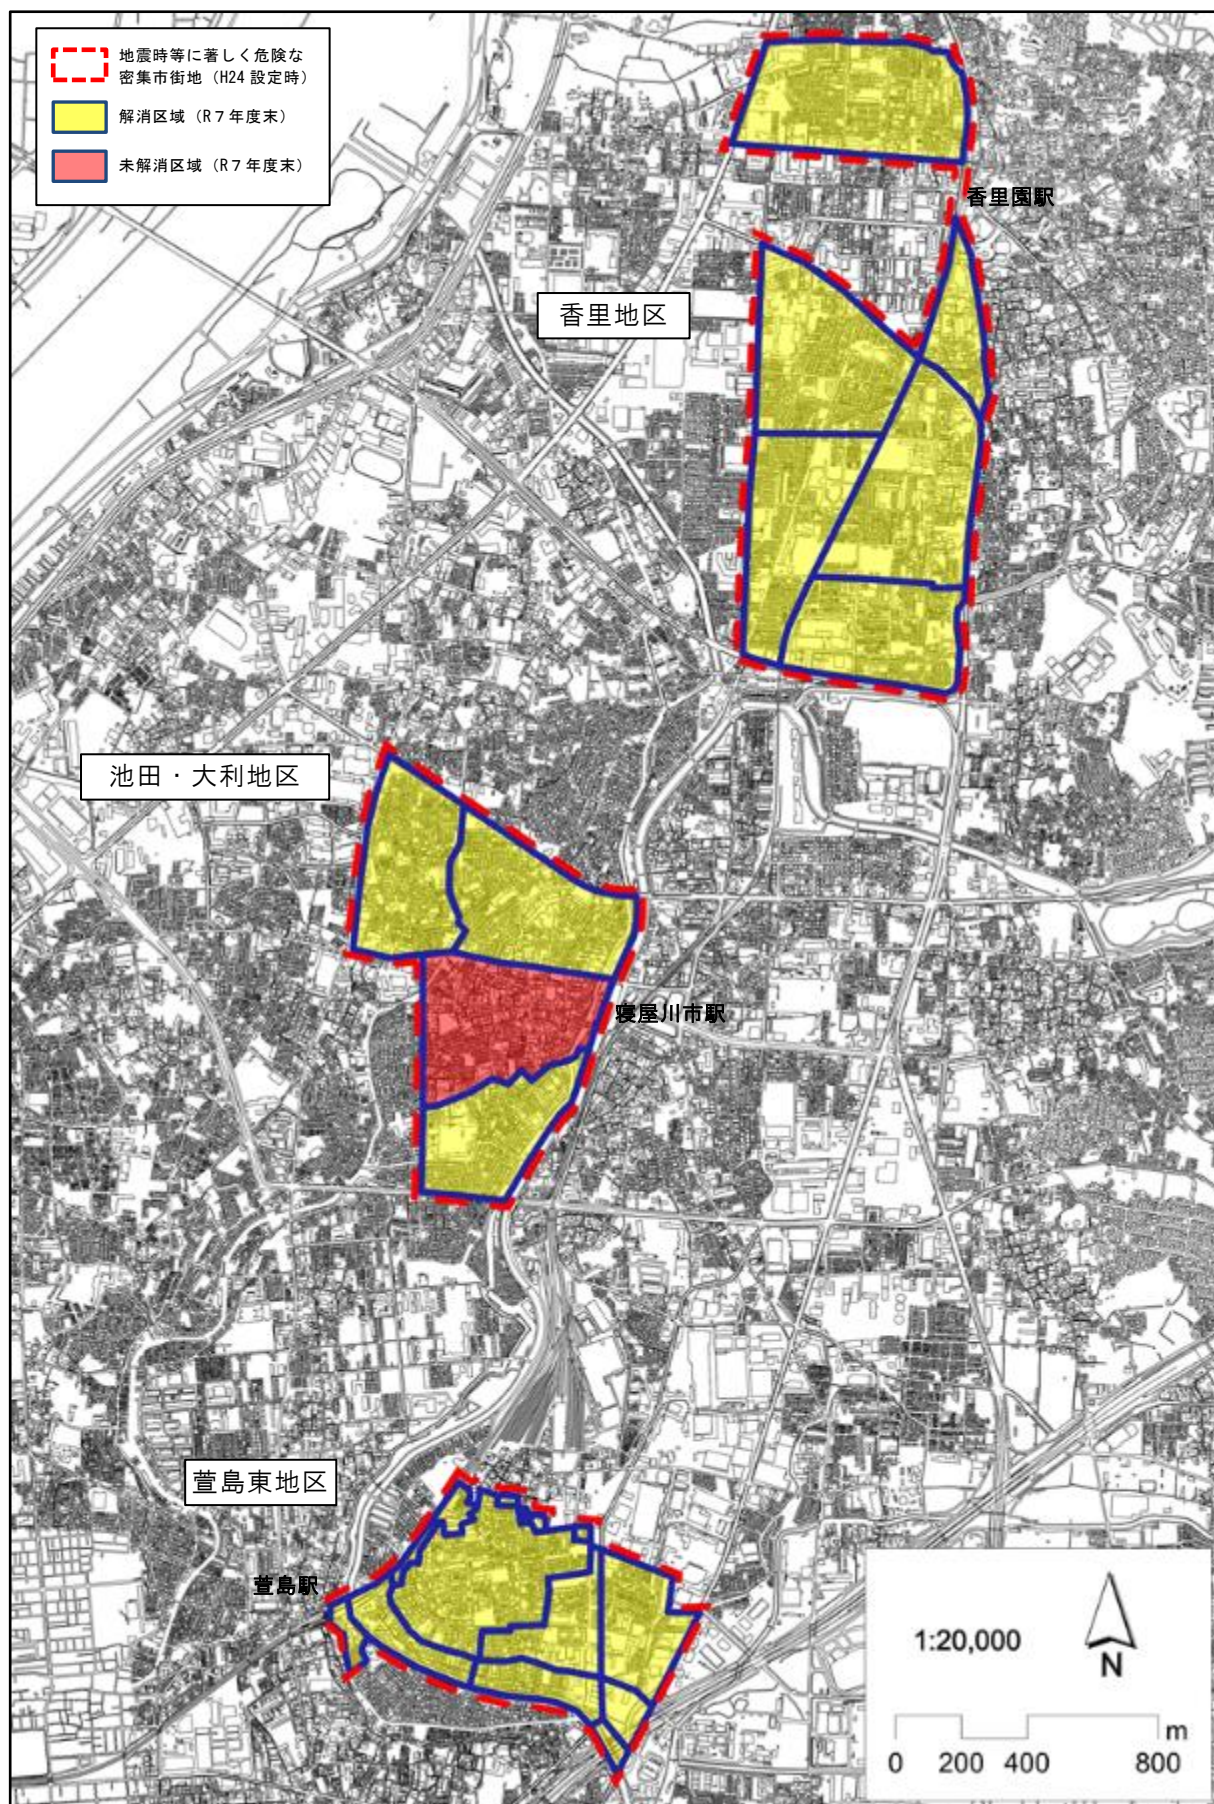 地震時等に著しく危険な
密集市街地（H24 設定時）
解消区域（R７年度末）
未解消区域（R７年度末）
香里園駅
香里地区
池田・大利地区
寝屋川市駅
萱島東地区
萱島駅
1:20,000
N
m
0 200 400 800